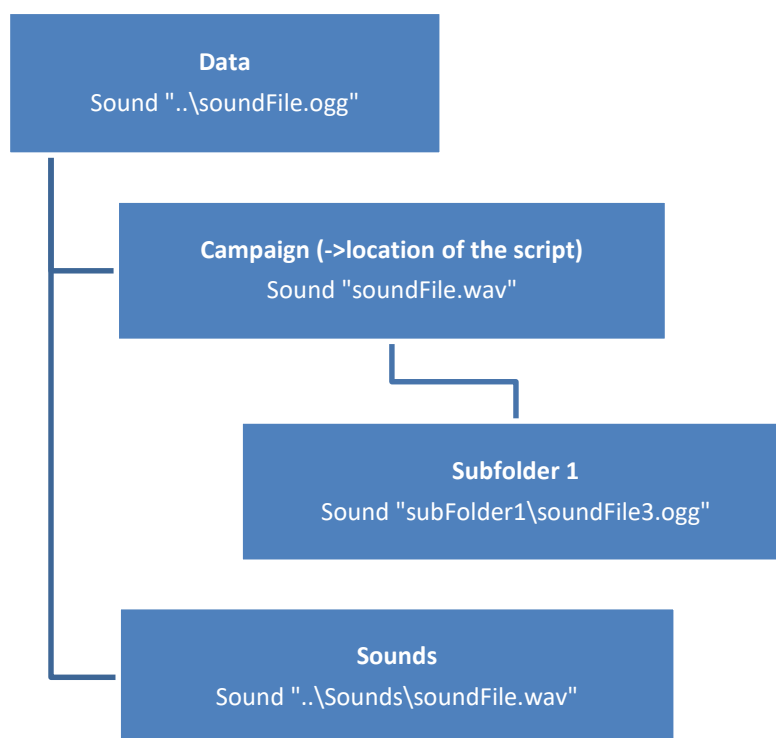 Data
Sound "..\soundFile.ogg"
Campaign (->location of the script)
Sound "soundFile.wav"
Subfolder 1
Sound "subFolder1\soundFile3.ogg"
Sounds
Sound "..\Sounds\soundFile.wav"